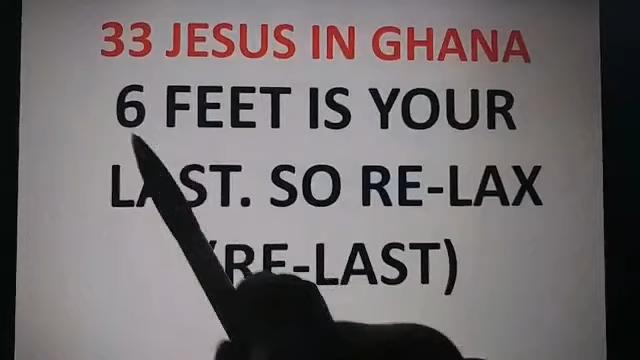 33 JESUS IN GHANA
6 FEET IS YOUR
LAST. SO RE-LAX
(RE-LAST)